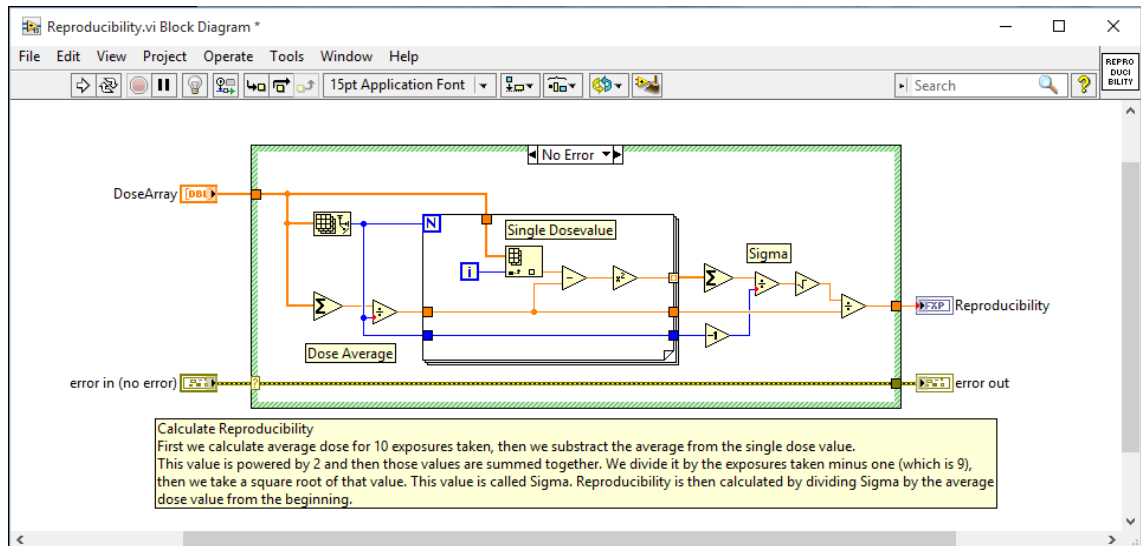 Reproducibility.vi Block Diagram *
File Edit View Project Operate Tools Window Help
15pt Application Font
Search
REPRO
DUCI
BILITY
No Error
DoseArray
[DBL]
N
Single Dosevalue
i
Sigma
x²
Σ
Σ
-1
FXP
Reproducibility
Dose Average
error in (no error)
?
error out
Calculate Reproducibility
First we calculate average dose for 10 exposures taken, then we substract the average from the single dose value.
This value is powered by 2 and then those values are summed together. We divide it by the exposures taken minus one (which is 9),
then we take a square root of that value. This value is called Sigma. Reproducibility is then calculated by dividing Sigma by the average
dose value from the beginning.